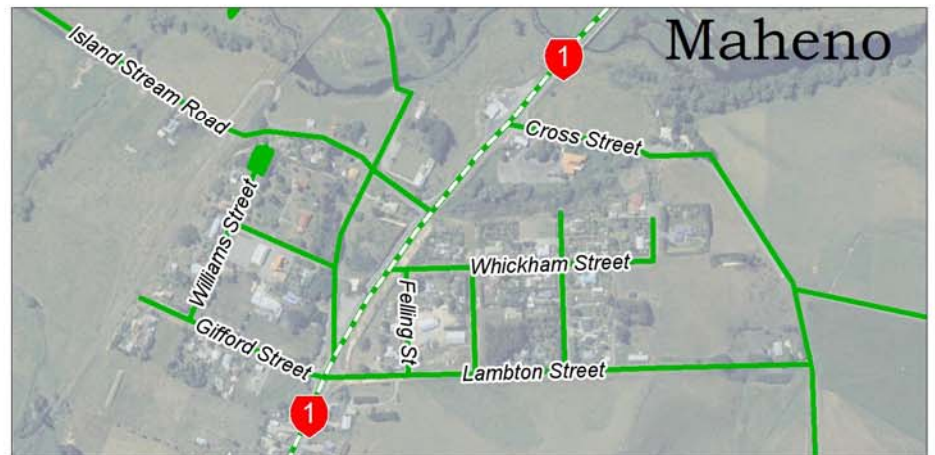 Maheno
1
Island Stream Road
Cross Street
Williams Street
Whickham Street
Felling St
Gifford Street
Lambton Street
1